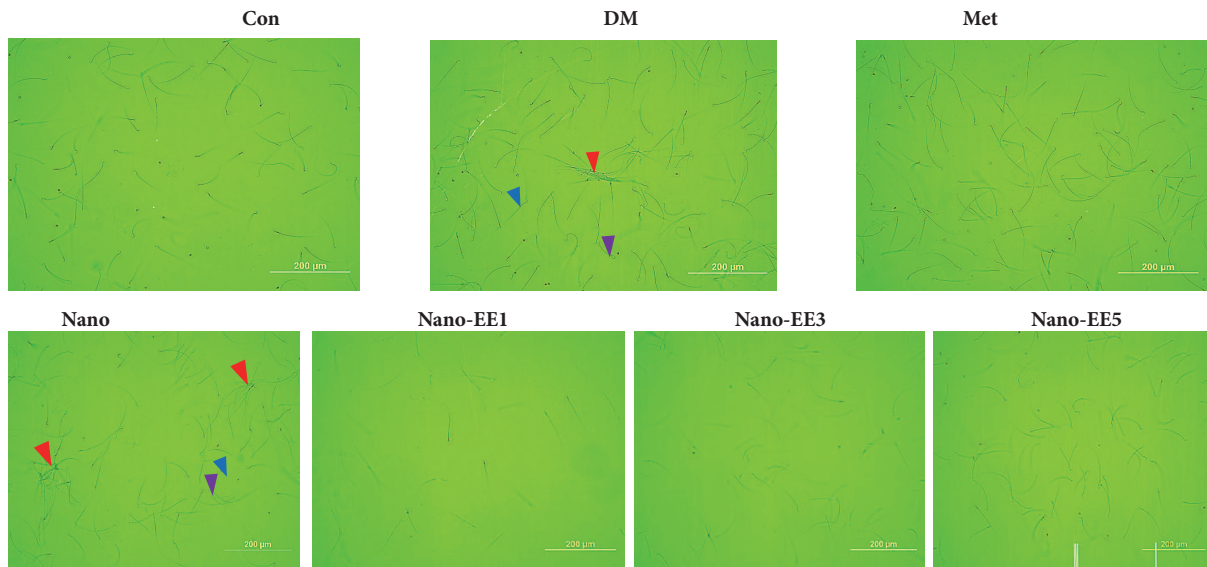 Con DM Met
200 µm 200 µm 200 µm
Nano Nano-EE1 Nano-EE3 Nano-EE5
200 µm 200 µm 200 µm 200 µm